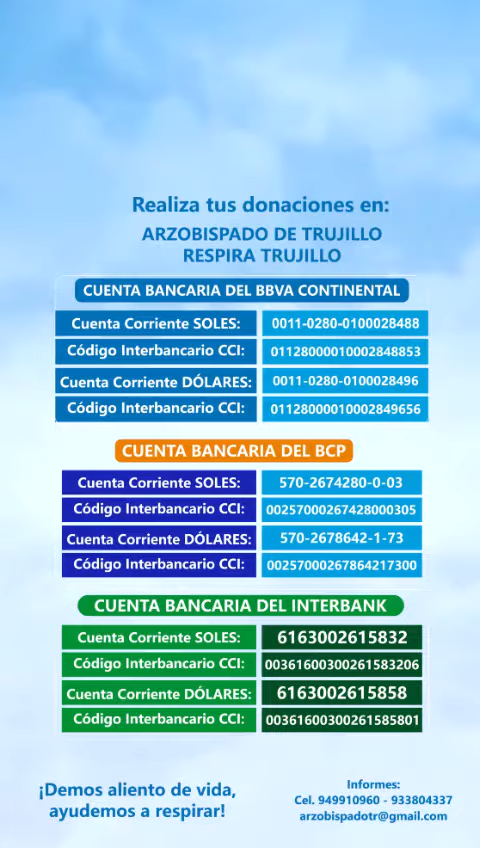 Realiza tus donaciones en:
ARZOBISPADO DE TRUJILLO
RESPIRA TRUJILLO
CUENTA BANCARIA DEL BBVA CONTINENTAL
Cuenta Corriente SOLES: 0011-0280-0100028488
Código Interbancario CCI: 01128000010002848853
Cuenta Corriente DÓLARES: 0011-0280-0100028496
Código Interbancario CCI: 01128000010002849656
CUENTA BANCARIA DEL BCP
Cuenta Corriente SOLES: 570-2674280-0-03
Código Interbancario CCI: 00257000267428000305
Cuenta Corriente DÓLARES: 570-2678642-1-73
Código Interbancario CCI: 00257000267864217300
CUENTA BANCARIA DEL INTERBANK
Cuenta Corriente SOLES: 6163002615832
Código Interbancario CCI: 00361600300261583206
Cuenta Corriente DÓLARES: 6163002615858
Código Interbancario CCI: 00361600300261585801
¡Demos aliento de vida,
ayudemos a respirar!
Informes:
Cel. 949910960 - 933804337
arzobispadotr@gmail.com